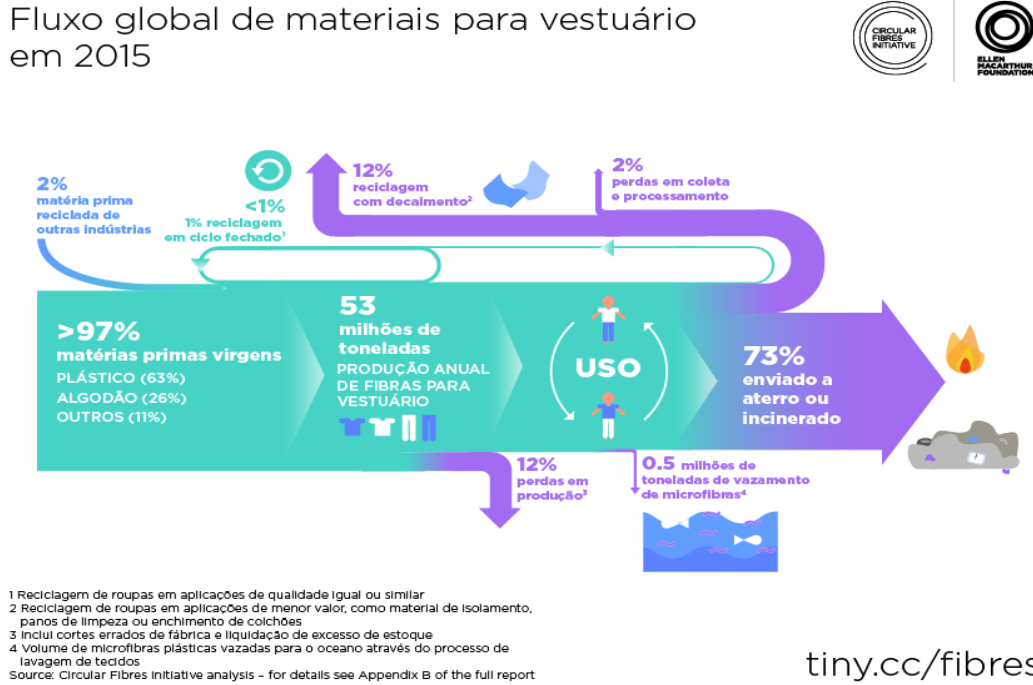 Fluxo global de materiais para vestuário
em 2015
CIRCULAR
FIBRES
INITIATIVE
ELLEN
MACARTHUR
FOUNDATION
2%
matéria prima
reciclada de
outras indústrias
<1%
1% reciclagem
em ciclo fechado¹
12%
reciclagem
com decaimento²
2%
perdas em coleta
e processamento
>97%
matérias primas virgens
PLÁSTICO (63%)
ALGODÃO (26%)
OUTROS (11%)
53
milhões de
toneladas
PRODUÇÃO ANUAL
DE FIBRAS PARA
VESTUÁRIO
USO
73%
enviado a
aterro ou
incinerado
12%
perdas em
produção³
0.5 milhões de
toneladas de vazamento
de microfibras⁴
1 Reciclagem de roupas em aplicações de qualidade igual ou similar
2 Reciclagem de roupas em aplicações de menor valor, como material de isolamento,
panos de limpeza ou enchimento de colchões
3 Inclui cortes errados de fábrica e liquidação de excesso de estoque
4 Volume de microfibras plásticas vazadas para o oceano através do processo de
lavagem de tecidos
Source: Circular Fibres Initiative analysis – for details see Appendix B of the full report
tiny.cc/fibres